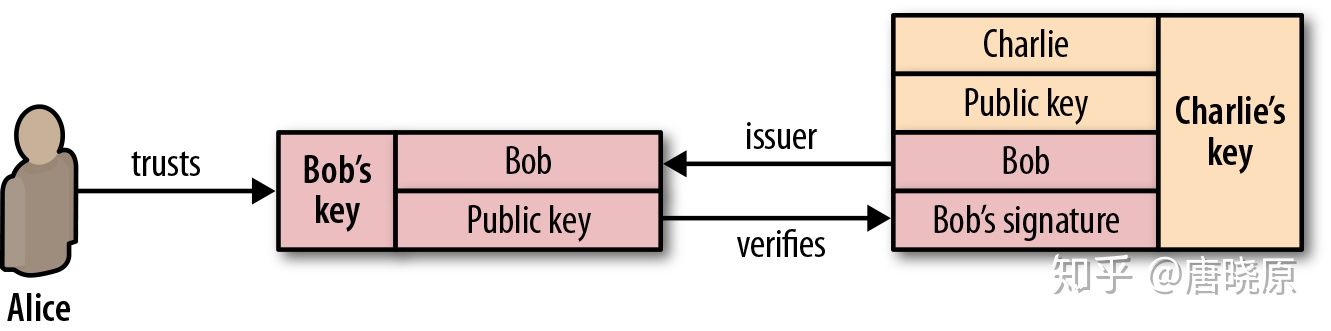 Alice
trusts
Bob's
key
Bob
Public key
issuer
verifies
Charlie
Public key
Bob
Bob's signature
Charlie's
key
知乎 @唐晓原